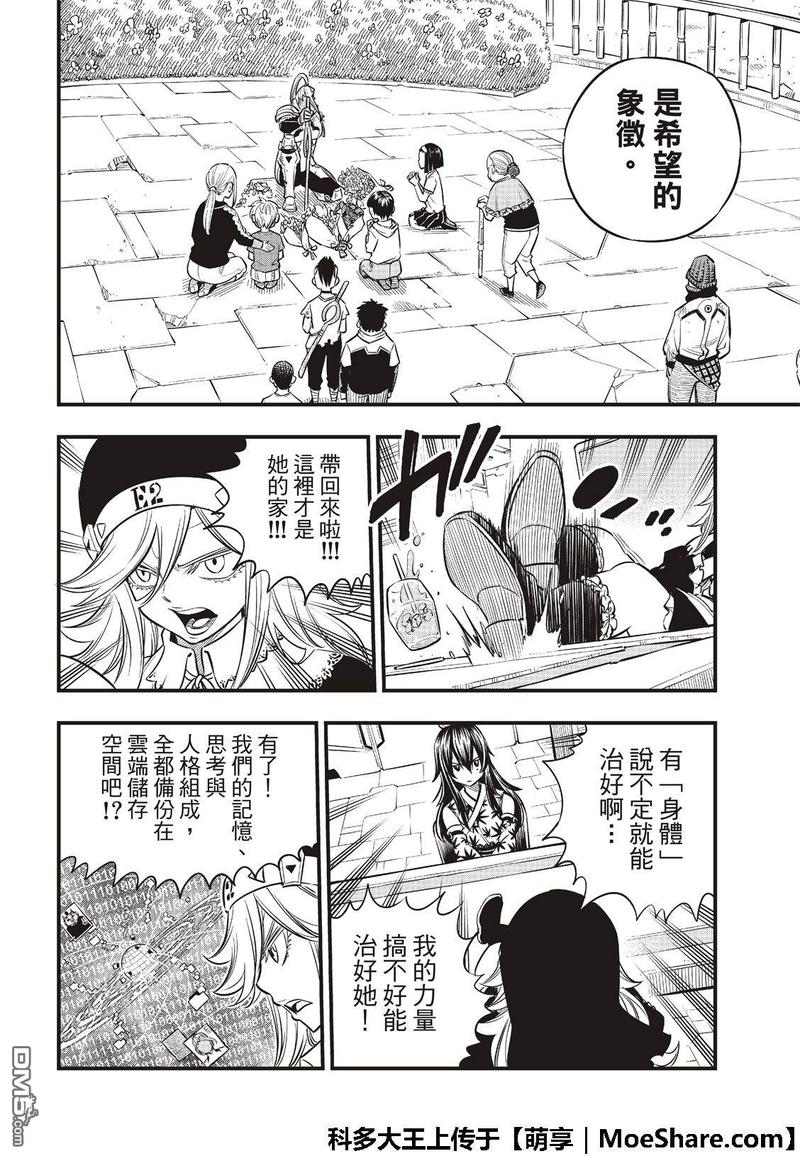 是希望的
象徵。
ガッ
帶回來啦!!!
這裡才是
她的家!!!
E2
有「身體」
說不定就能
治好啊…
我的力量
搞不好能
治好她！
有了！
我們的記憶、
思考與
人格組成，
全都備份在
雲端儲存
空間吧!?
DM5
.com
科多大王上传于【萌享｜MoeShare.com】